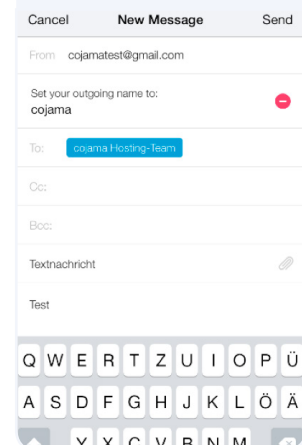 Cancel New Message Send
From cojamatest@gmail.com
Set your outgoing name to:
cojama
To: cojama Hosting-Team
Cc:
Bcc:
Textnachricht
Test
Q W E R T Z U I O P Ü
A S D F G H J K L Ö Ä
Y X C V B N M